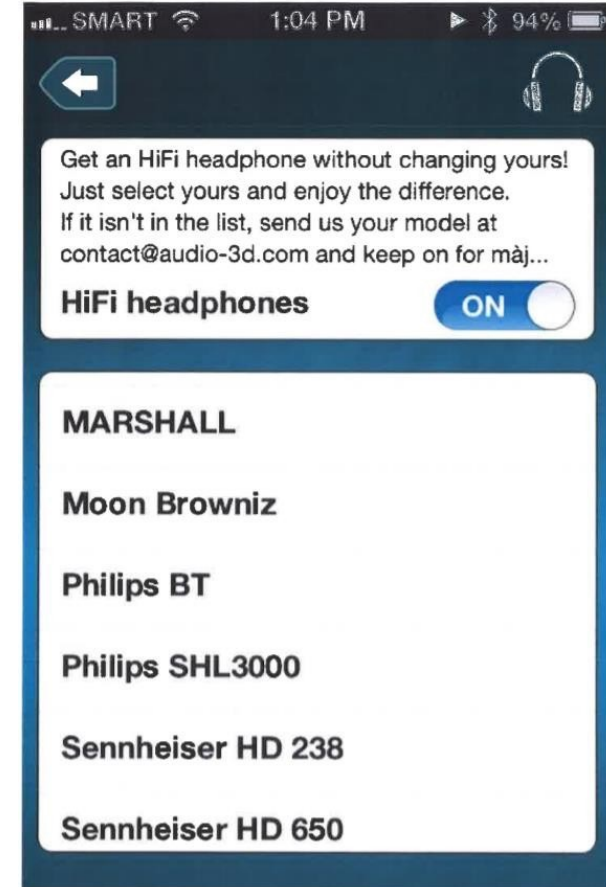 SMART 1:04 PM 94%
Get an HiFi headphone without changing yours!
Just select yours and enjoy the difference.
If it isn't in the list, send us your model at
contact@audio-3d.com and keep on for màj...
HiFi headphones ON
MARSHALL
Moon Browniz
Philips BT
Philips SHL3000
Sennheiser HD 238
Sennheiser HD 650